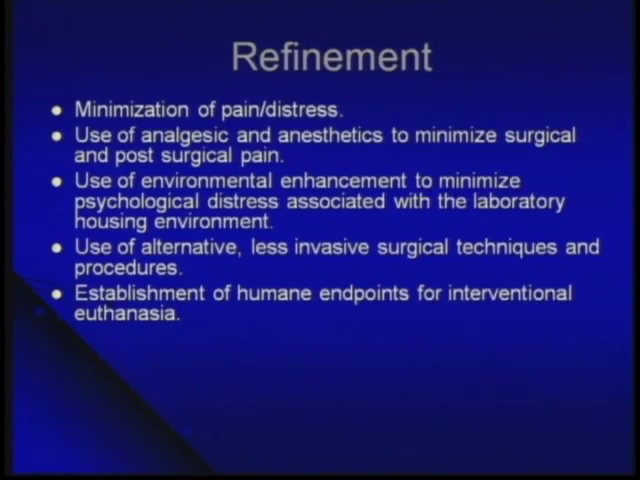 Refinement
● Minimization of pain/distress.
● Use of analgesic and anesthetics to minimize surgical
and post surgical pain.
● Use of environmental enhancement to minimize
psychological distress associated with the laboratory
housing environment.
● Use of alternative, less invasive surgical techniques and
procedures.
● Establishment of humane endpoints for interventional
euthanasia.